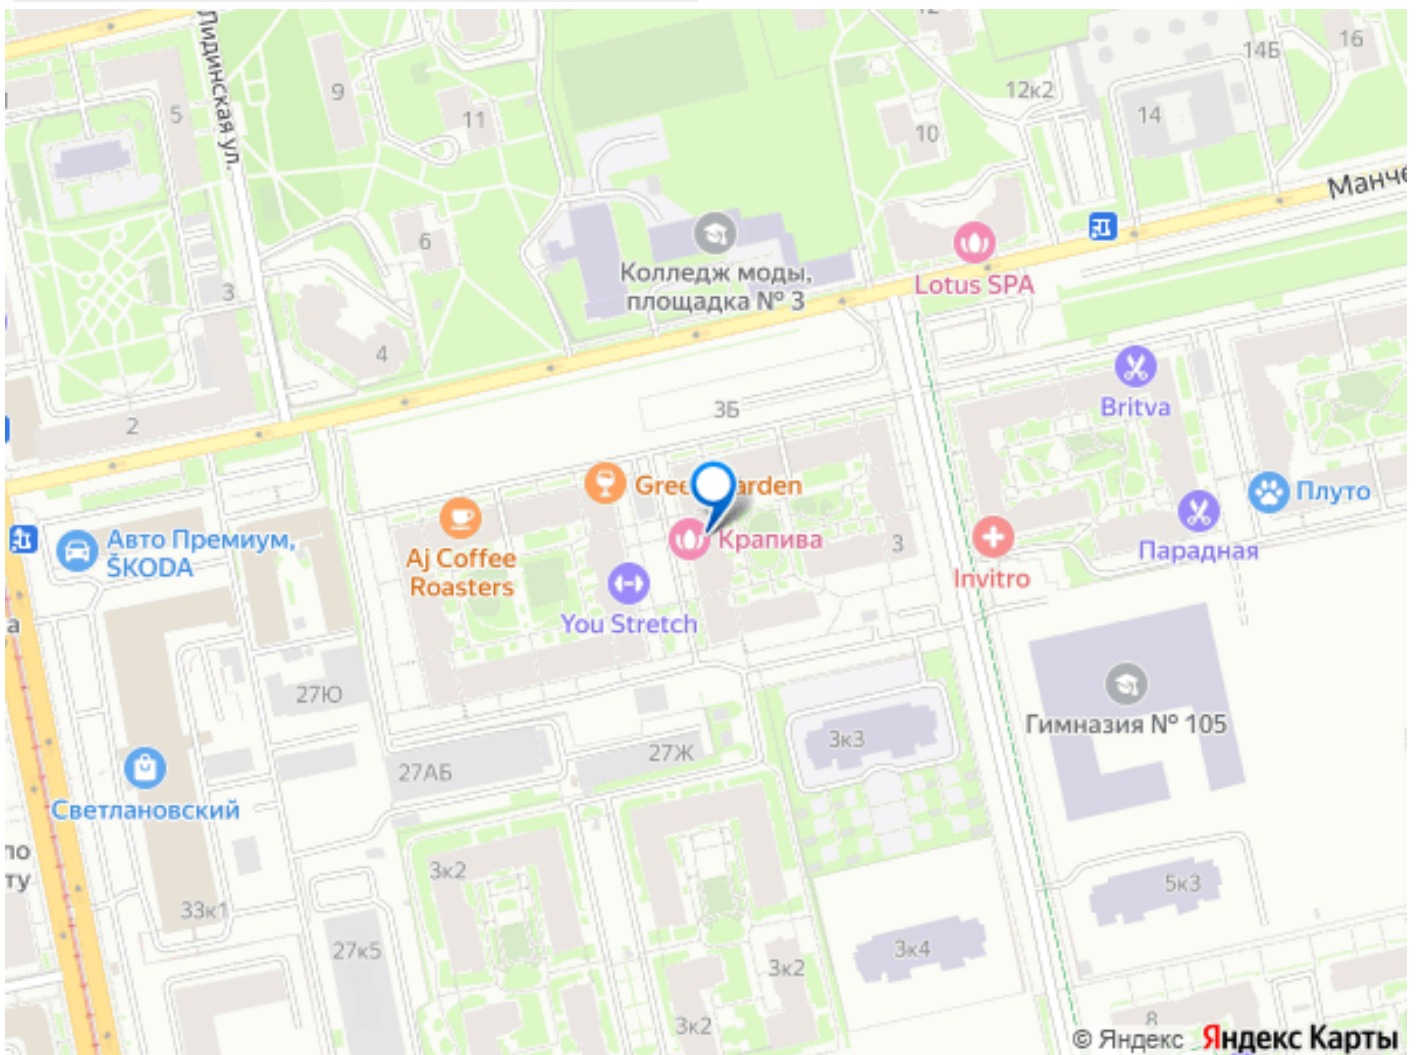 12к2
14Б
16
9
11
5
Лидинская ул.
10
14
Манче
6
Колледж моды,
площадка № 3
Lotus SPA
3
4
3Б
2
Britva
Плуто
Парадная
Крапива
Aj Coffee
Roasters
You Stretch
3
Invitro
Авто Премиум,
ŠKODA
27Ю
Гимназия № 105
3к3
27Ж
27АБ
Светлановский
3к2
33к1
27к5
5к3
3к4
3к2
3к2
8
© Яндекс Яндекс Карты